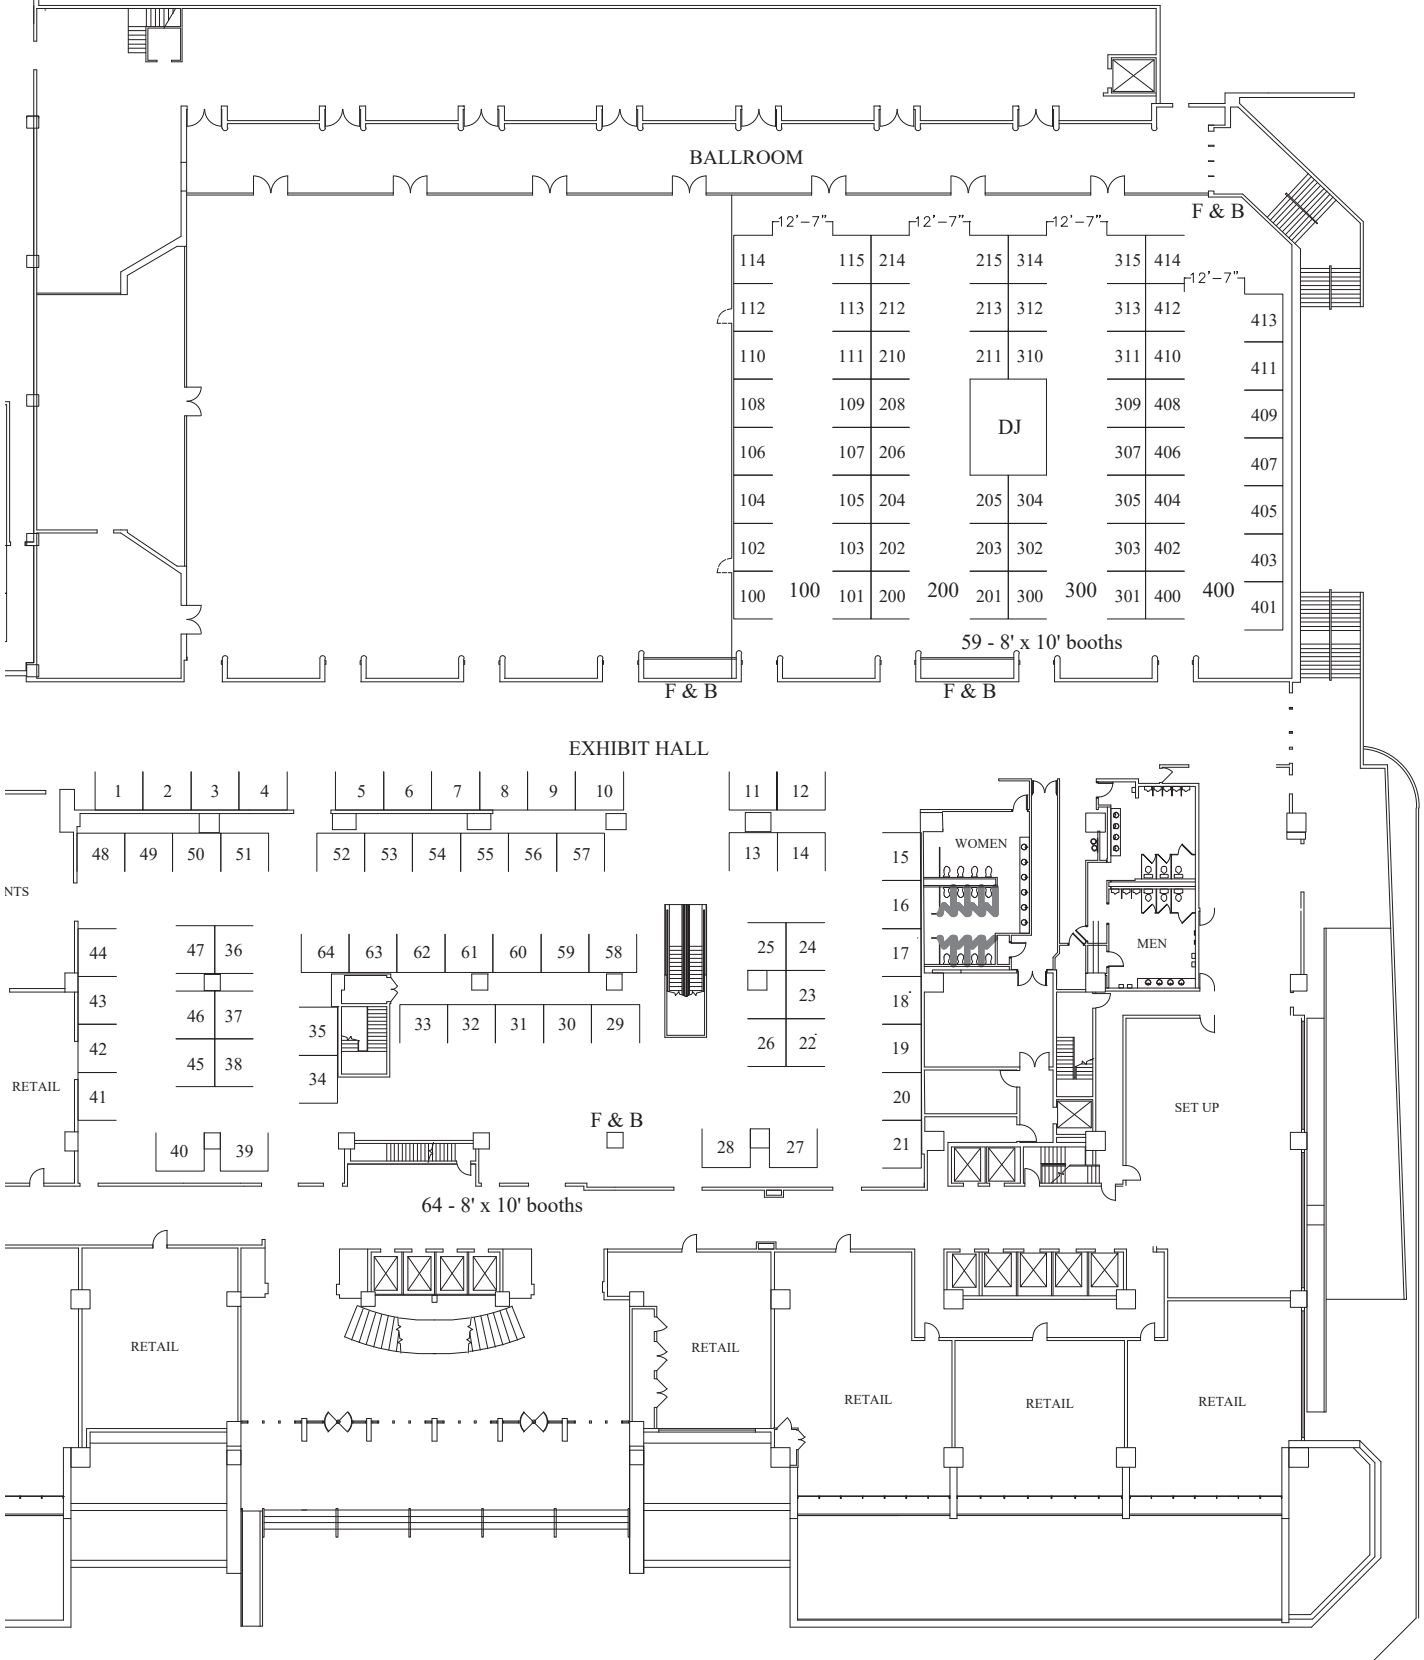 BALLROOM
F & B
12'-7" 12'-7" 12'-7"
114 115 214 215 314 315 414
12'-7"
112 113 212 213 312 313 412 413
110 111 210 211 310 311 410 411
108 109 208 309 408 409
DJ
106 107 206 307 406 407
104 105 204 205 304 305 404 405
102 103 202 203 302 303 402 403
100 100 101 200 200 201 300 300 301 400 400 401
59 - 8' x 10' booths
F & B F & B
EXHIBIT HALL
1 2 3 4 5 6 7 8 9 10 11 12
WOMEN
48 49 50 51 52 53 54 55 56 57 13 14 15
NTS
16
MEN
44 47 36 64 63 62 61 60 59 58 25 24 17
43 46 37 35 33 32 31 30 29 23 18
42 45 38 34 26 22 19
RETAIL
41 20
SET UP
F & B
40 39 28 27 21
64 - 8' x 10' booths
RETAIL RETAIL
RETAIL RETAIL RETAIL